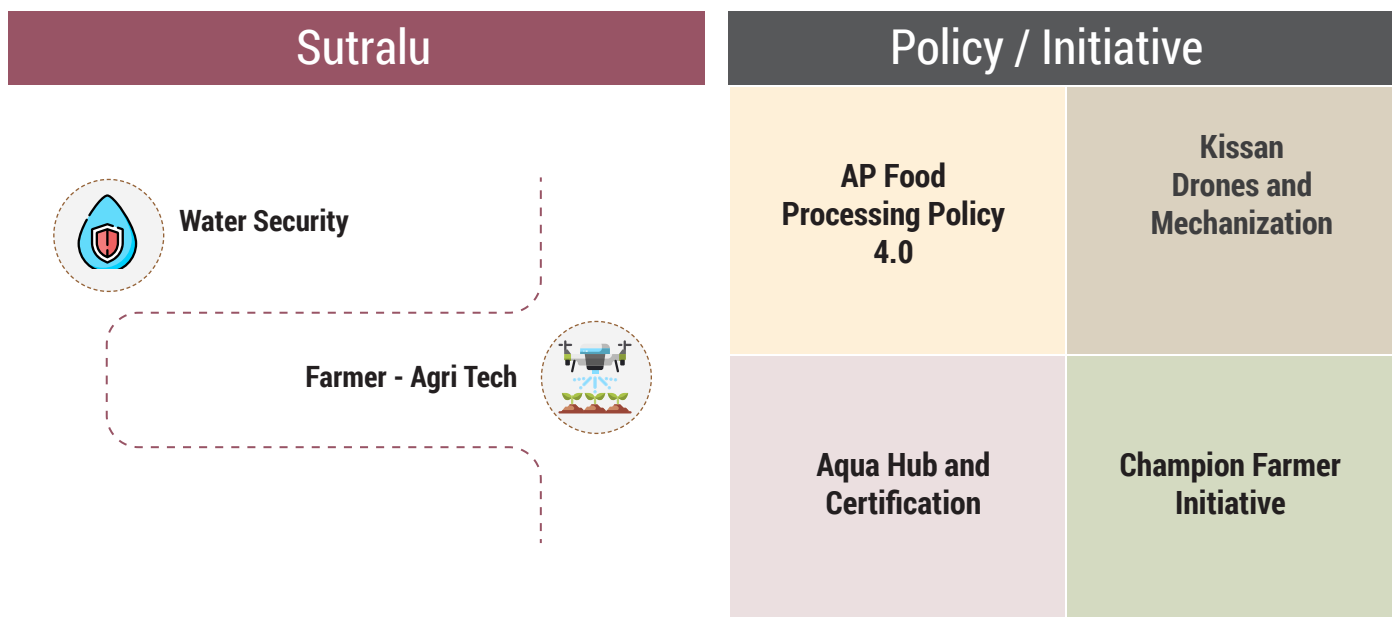 Sutralu
Water Security
Farmer - Agri Tech
Policy / Initiative
AP Food
Processing Policy
4.0
Kissan
Drones and
Mechanization
Aqua Hub and
Certification
Champion Farmer
Initiative